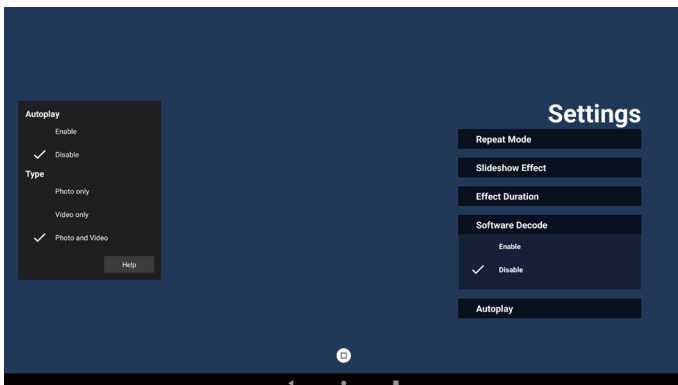 Autoplay
Enable
Disable
Type
Photo only
Video only
Photo and Video
Help
Settings
Repeat Mode
Slideshow Effect
Effect Duration
Software Decode
Enable
Disable
Autoplay